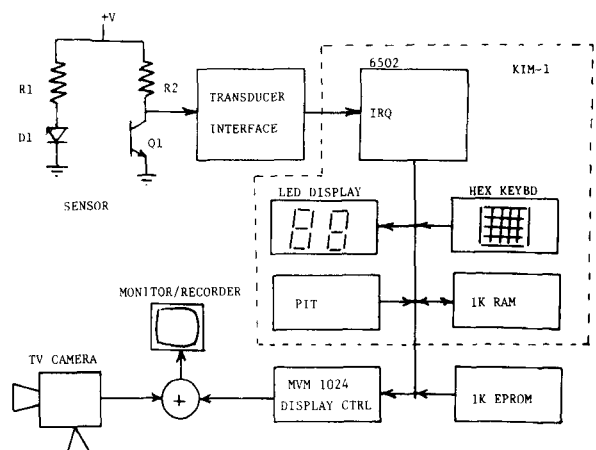 +V
R1
R2
D1
Q1
SENSOR
TRANSDUCER
INTERFACE
6502
IRQ
KIM-1
LED DISPLAY
88
HEX KEYBD
PIT
1K RAM
MONITOR/RECORDER
TV CAMERA
+
MVM 1024
DISPLAY CTRL
1K EPROM